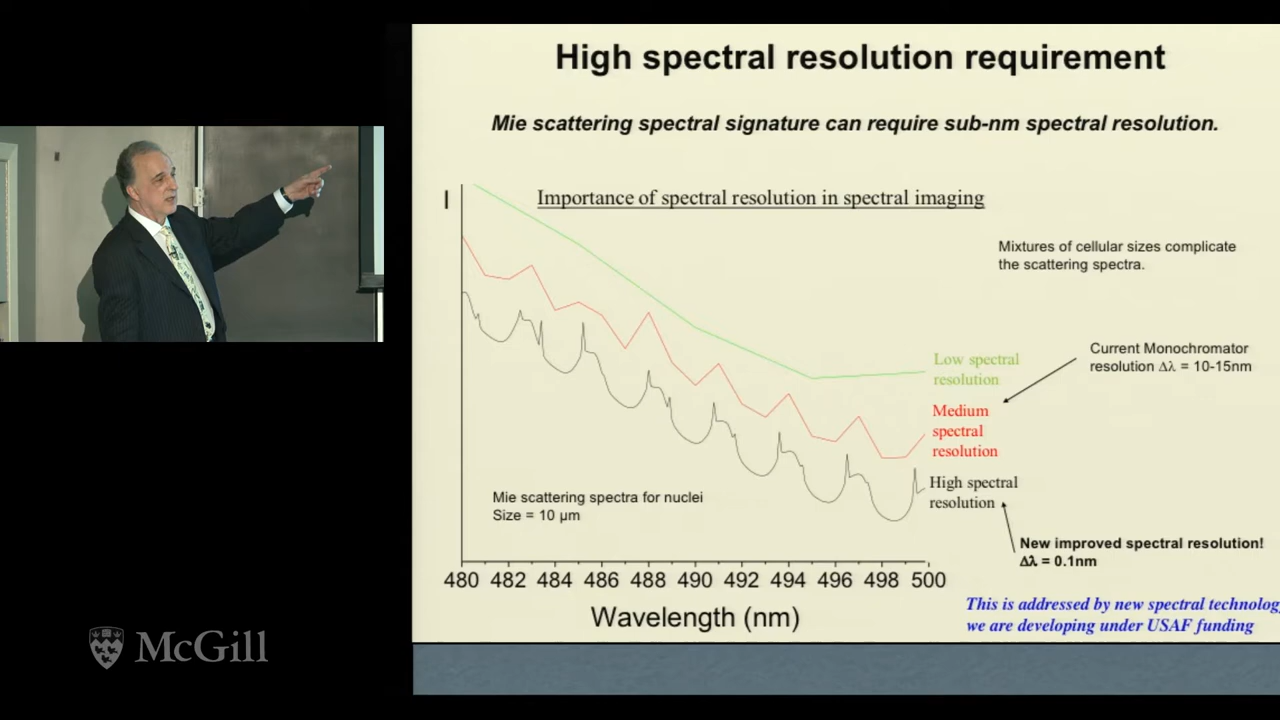 High spectral resolution requirement
Mie scattering spectral signature can require sub-nm spectral resolution.
I
Importance of spectral resolution in spectral imaging
Mixtures of cellular sizes complicate
the scattering spectra.
Current Monochromator
resolution Δλ = 10-15nm
Low spectral
resolution
Medium
spectral
resolution
High spectral
resolution
Mie scattering spectra for nuclei
Size = 10 μm
New improved spectral resolution!
Δλ = 0.1nm
480 482 484 486 488 490 492 494 496 498 500
Wavelength (nm)
This is addressed by new spectral
we are developing under USAF funding
McGill